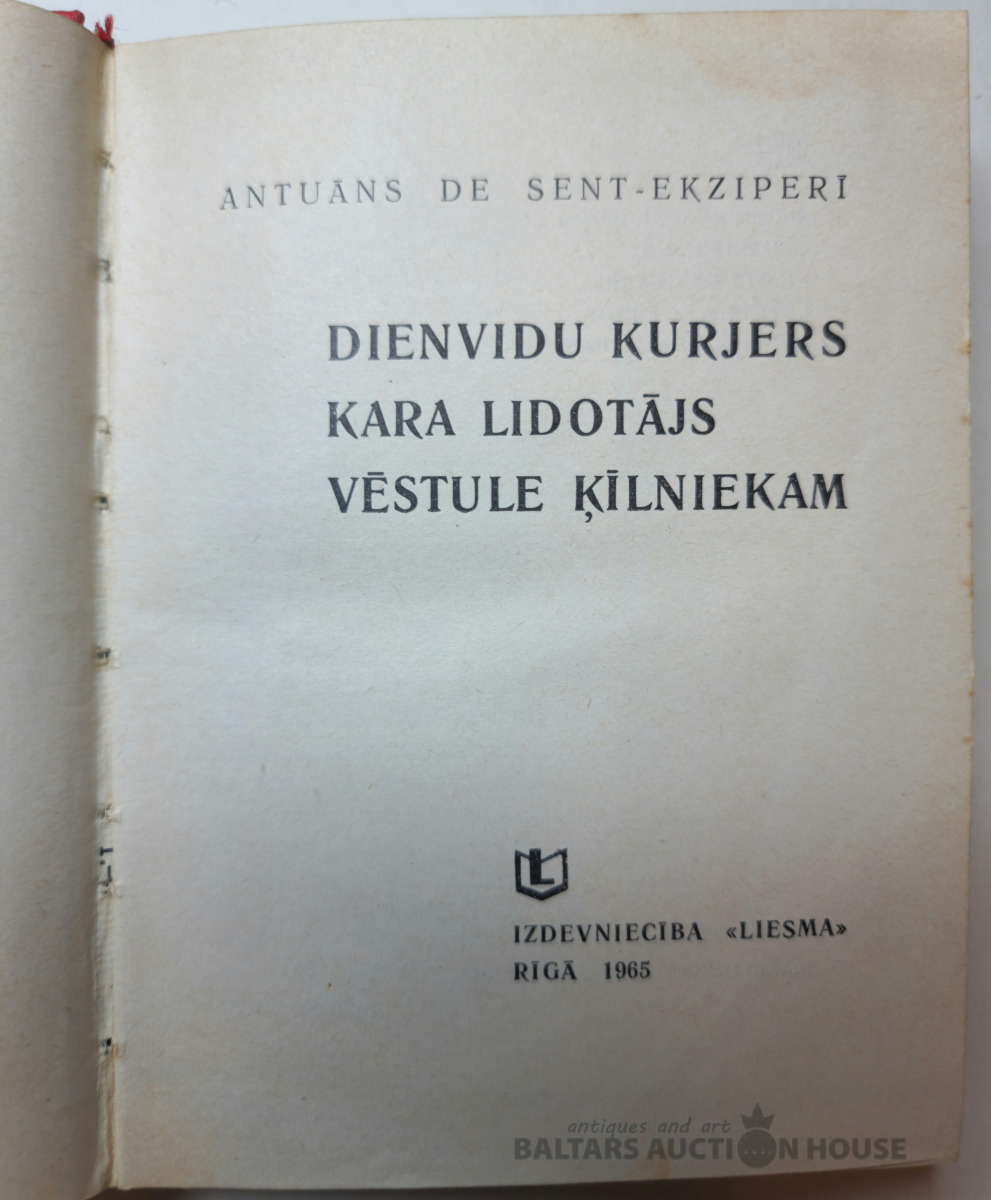 ANTUĀNS DE SENT-EKZIPERĪ
DIENVIDU KURJERS
KARA LIDOTĀJS
VĒSTULE ĶĪLNIEKAM
L
IZDEVNIECĪBA «LIESMA»
RĪGĀ 1965
antiques and art
BALTARS AUCTION HOUSE